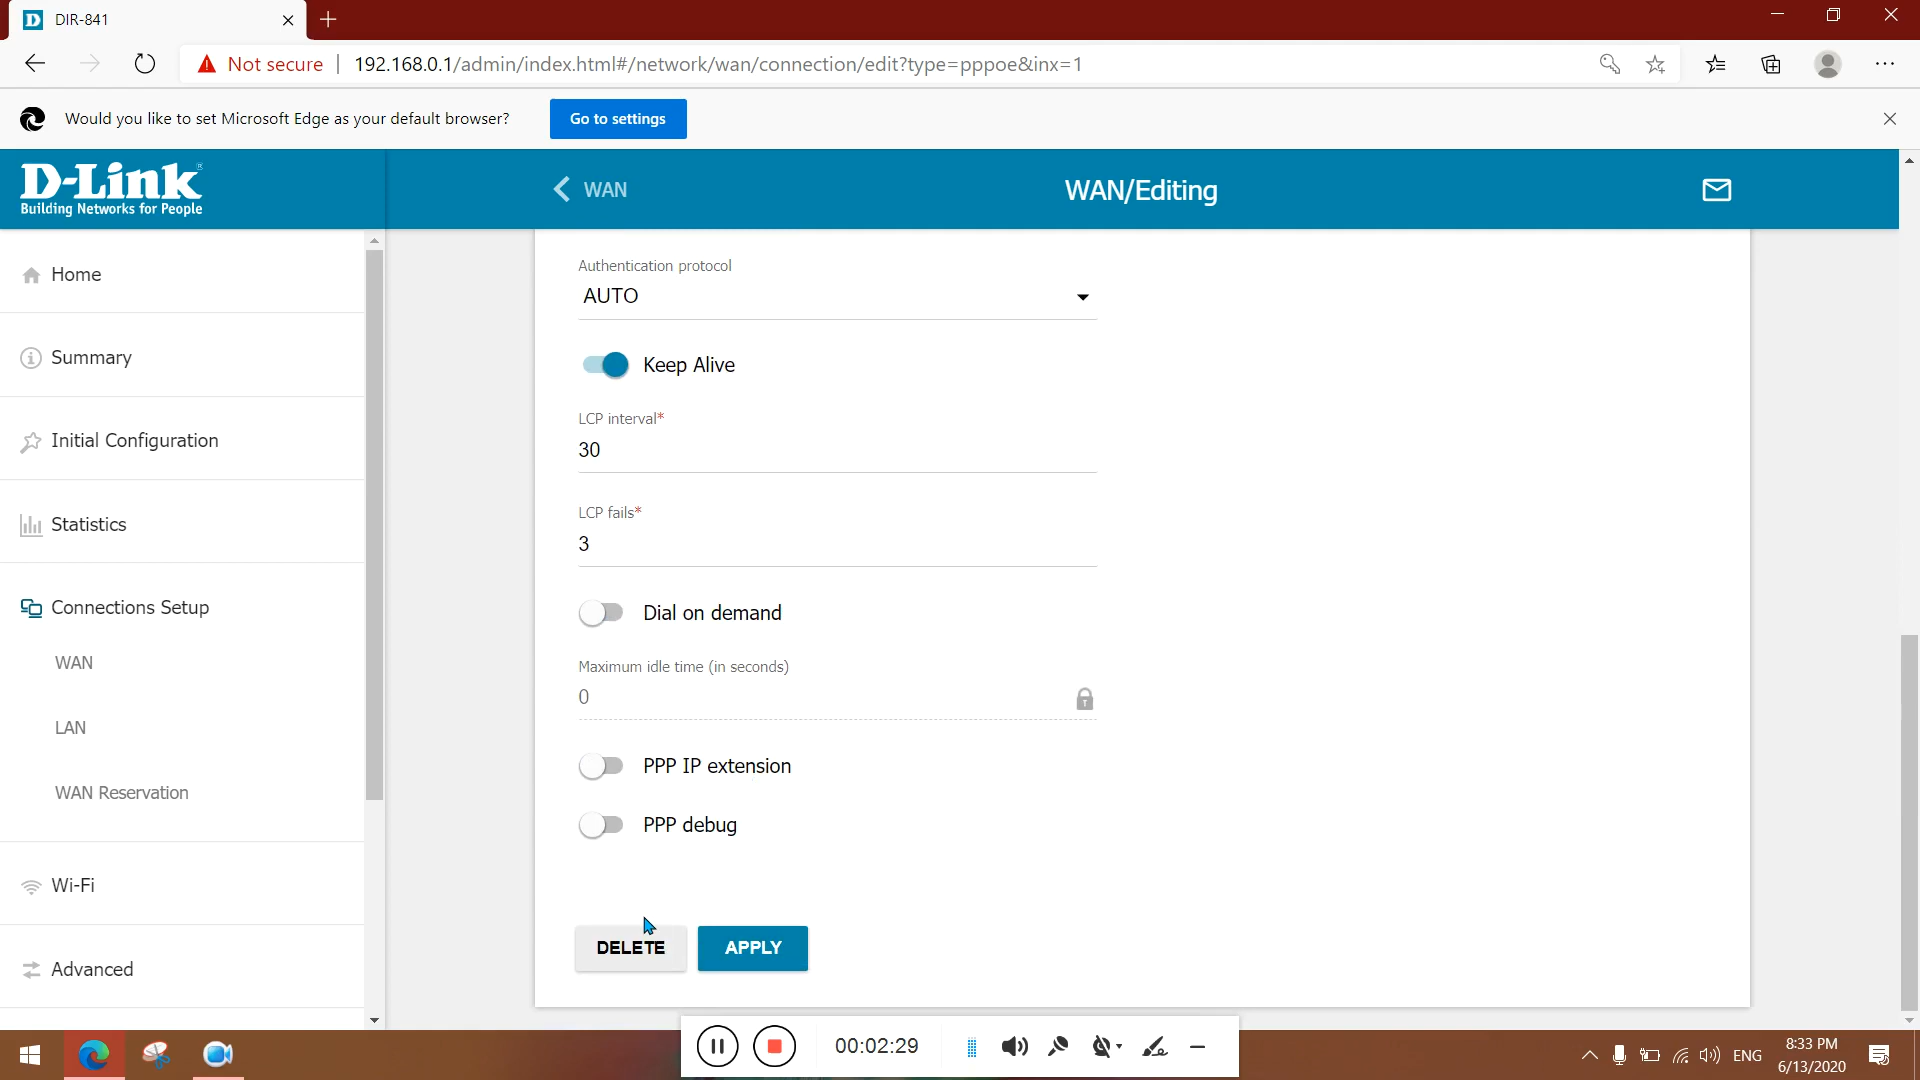 DIR-841
Not secure 192.168.0.1/admin/index.html#/network/wan/connection/edit?type=pppoe&inx=1
Would you like to set Microsoft Edge as your default browser? Go to settings
D-Link
Building Networks for People
WAN
WAN/Editing
Home
Summary
Initial Configuration
Statistics
Connections Setup
WAN
LAN
WAN Reservation
Wi-Fi
Advanced
Authentication protocol
AUTO
Keep Alive
LCP interval*
30
LCP fails*
3
Dial on demand
Maximum idle time (in seconds)
0
PPP IP extension
PPP debug
DELETE APPLY
00:02:29
ENG
8:33 PM
6/13/2020